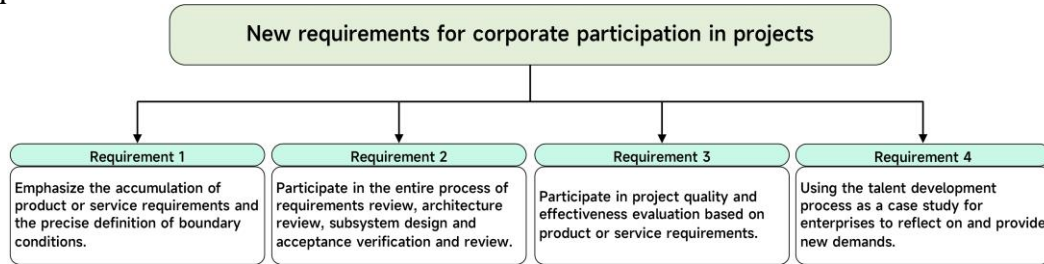 New requirements for corporate participation in projects
Requirement 1
Emphasize the accumulation of
product or service requirements and
the precise definition of boundary
conditions.
Requirement 2
Participate in the entire process of
requirements review, architecture
review, subsystem design and
acceptance verification and review.
Requirement 3
Participate in project quality and
effectiveness evaluation based on
product or service requirements.
Requirement 4
Using the talent development
process as a case study for
enterprises to reflect on and provide
new demands.